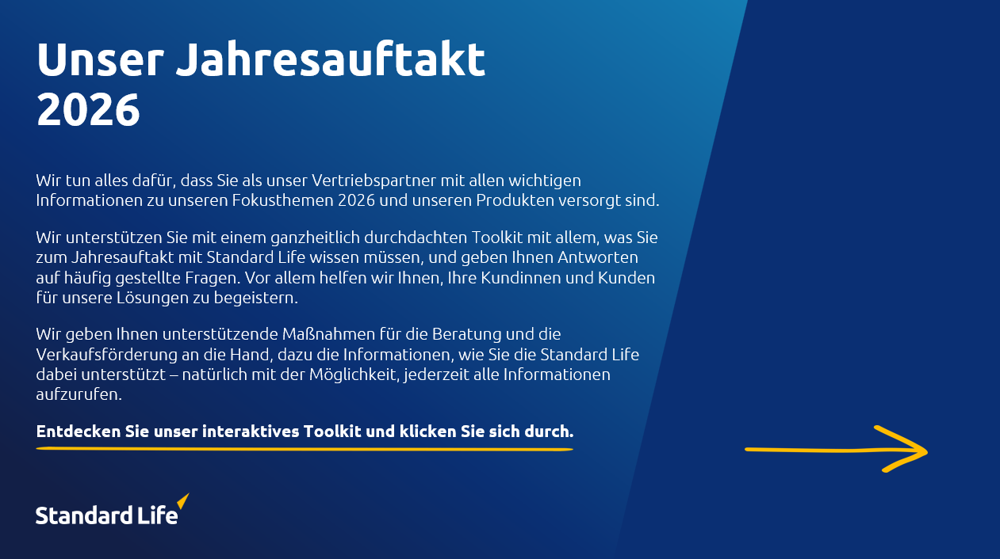 Unser Jahresauftakt
2026
Wir tun alles dafür, dass Sie als unser Vertriebspartner mit allen wichtigen
Informationen zu unseren Fokusthemen 2026 und unseren Produkten versorgt sind.
Wir unterstützen Sie mit einem ganzheitlich durchdachten Toolkit mit allem, was Sie
zum Jahresauftakt mit Standard Life wissen müssen, und geben Ihnen Antworten
auf häufig gestellte Fragen. Vor allem helfen wir Ihnen, Ihre Kundinnen und Kunden
für unsere Lösungen zu begeistern.
Wir geben Ihnen unterstützende Maßnahmen für die Beratung und die
Verkaufsförderung an die Hand, dazu die Informationen, wie Sie die Standard Life
dabei unterstützt – natürlich mit der Möglichkeit, jederzeit alle Informationen
aufzurufen.
Entdecken Sie unser interaktives Toolkit und klicken Sie sich durch.
Standard Life